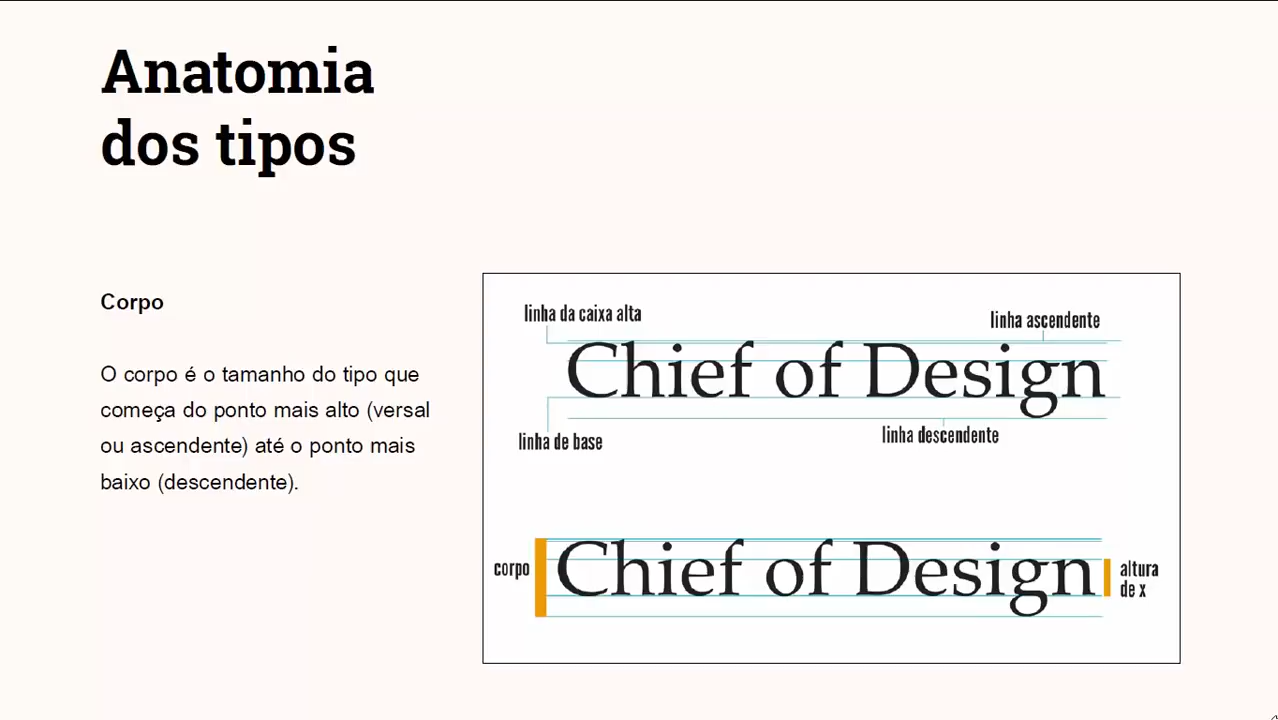 Anatomia
dos tipos
Corpo
O corpo é o tamanho do tipo que
começa do ponto mais alto (versal
ou ascendente) até o ponto mais
baixo (descendente).
linha da caixa alta
linha ascendente
Chief of Design
linha de base
linha descendente
corpo
Chief of Design
altura
de x